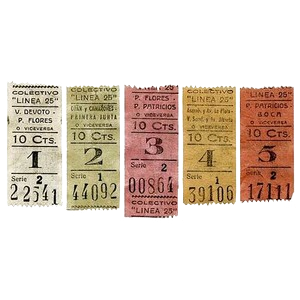 COLECTIVO
"LINEA 25"
V. DEVOTO -
P. FLORES
O VICEVERSA
10 Cts.
1
Serie 2
22541
COLECTIVO
"LINEA 25"
PRIMERA JUNTA
O VICEVERSA
10 Cts.
2
Serie 1
44092
P. FLORES -
P. PATRICIOS
O VICEVERSA
10 Cts.
3
Serie 2
00864
COLECTIVO
"LINEA 25"
COLECTIVO
"LINEA 25"
O VICEVERSA
10 Cts.
4
Serie 1
39106
"LINEA 25"
P. PATRICIOS
BOCA
O VICEVERSA
10 Cts.
5
Serie 2
17111